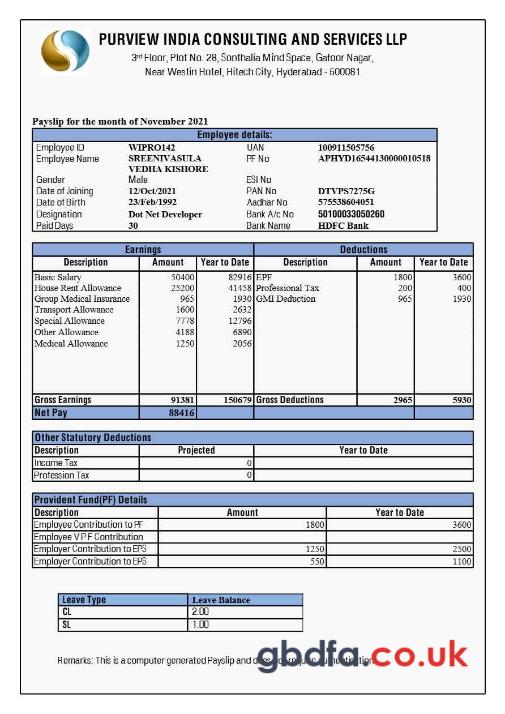 PURVIEW INDIA CONSULTING AND SERVICES LLP
3rd Floor, Plot No. 28, Sonthalia Mind Space, Gafoor Nagar,
Near Westin Hotel, Hitech City, Hyderabad - 500081
Payslip for the month of November 2021
Employee details:
Employee ID WIPRO142 UAN 100911505756
Employee Name SREENIVASULA PF No APHYD16544130000010518
VEDHA KISHORE
Gender Male ESI No
Date of Joining 12/Oct/2021 PAN No DTVPS7275G
Date of Birth 23/Feb/1992 Aadhar No 575538604051
Designation Dot Net Developer Bank A/c No 50100033050260
Paid Days 30 Bank Name HDFC Bank
Earnings Deductions
Description Amount Year to Date Description Amount Year to Date
Basic Salary 50400 82916 EPF 1800 3600
House Rent Allowance 25200 41458 Professional Tax 200 400
Group Medical Insurance 965 1930 GMI Deduction 965 1930
Transport Allowance 1600 2632
Special Allowance 7778 12796
Other Allowance 4188 6890
Medical Allowance 1250 2056
Gross Earnings 91381 150679 Gross Deductions 2965 5930
Net Pay 88416
Other Statutory Deductions
Description Projected Year to Date
Income Tax 0
Profession Tax 0
Provident Fund(PF) Details
Description Amount Year to Date
Employee Contribution to PF 1800 3600
Employee V P F Contribution
Employer Contribution to EPS 1250 2500
Employer Contribution to EPS 550 1100
Leave Type Leave Balance
CL 2.00
SL 1.00
Remarks: This is a computer generated Payslip and
gbdfa.co.uk